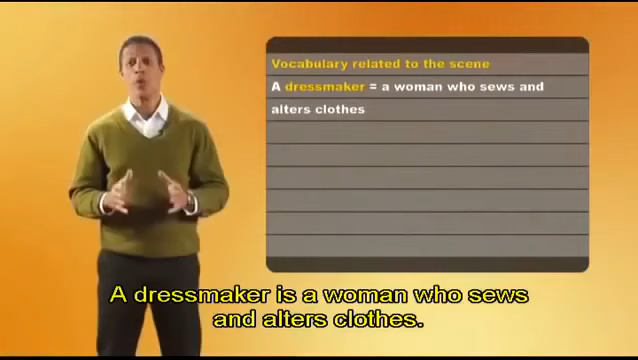 Vocabulary related to the scene
A dressmaker = a woman who sews and
alters clothes
A dressmaker is a woman who sews
and alters clothes.